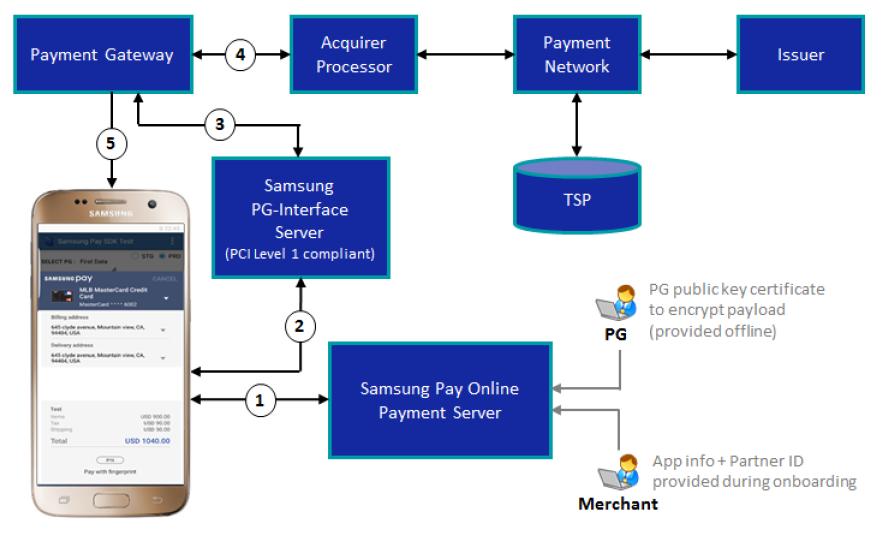 Payment Gateway
4
Acquirer
Processor
Payment
Network
Issuer
3
5
Samsung
PG-Interface
Server
(PCI Level 1 compliant)
TSP
SAMSUNG
Samsung Pay SDK Test
SELECT PG : First Data
STG
PRD
SAMSUNG pay
CANCEL
MLB MasterCard Credit
Card
MasterCard **** 6002
Billing address
645 clyde avenue, Mountain view, CA,
94404, USA
Delivery address
645 clyde avenue, Mountain view, CA,
94404, USA
Test
Items USD 900.00
Tax USD 90.00
Shipping USD 50.00
Total USD 1040.00
PIN
Pay with fingerprint
2
1
Samsung Pay Online
Payment Server
PG public key certificate
to encrypt payload
(provided offline)
PG
App info + Partner ID
provided during onboarding
Merchant